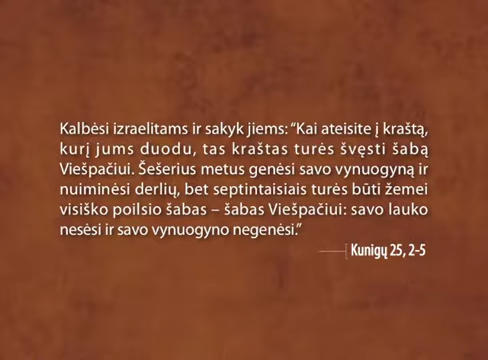 Kalbėsi izraelitams ir sakyk jiems: “Kai ateisite į kraštą,
kurį jums duodu, tas kraštas turės švęsti šabą
Viešpačiui. Šešerius metus genėsi savo vynuogyną ir
nuiminėsi derlių, bet septintaisiais turės būti žemei
visiško poilsio šabas – šabas Viešpačiui: savo lauko
nesėsi ir savo vynuogyno negenėsi.”
Kunigų 25, 2-5